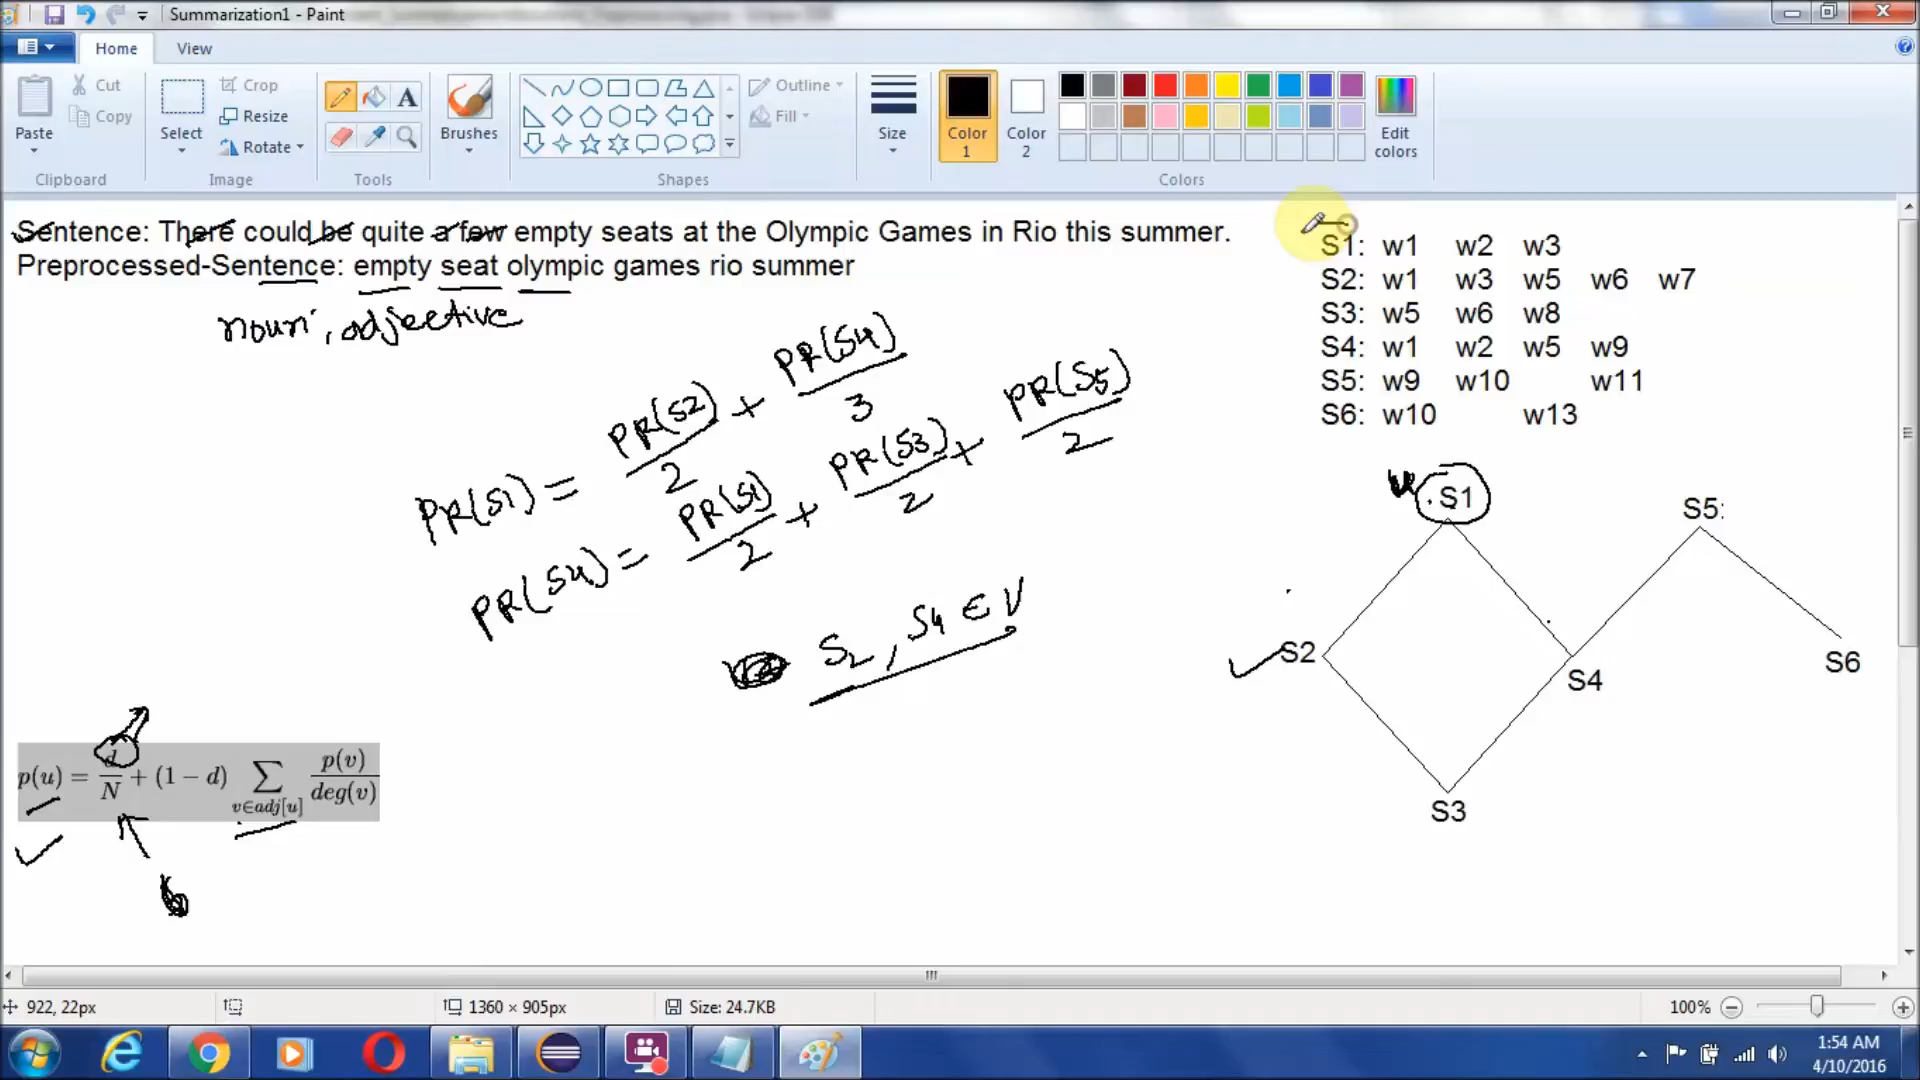 Summarization1 - Paint
Home
View
Paste
Cut
Copy
Clipboard
Select
Crop
Resize
Rotate
Image
A
Tools
Brushes
Shapes
Outline
Fill
Size
Color
1
Color
2
Edit
colors
Colors
Sentence: There could be quite a few empty seats at the Olympic Games in Rio this summer.
Preprocessed-Sentence: empty seat olympic games rio summer
noun, adjective
PR(S1) = PR(S2)/2 + PR(S4)/3
PR(S4) = PR(S1)/2 + PR(S3)/2 + PR(S5)/2
S2, S4 ∈ V
p(u) = d/N + (1 − d) ∑ v∈adj[u] p(v)/deg(v)
S1: w1 w2 w3
S2: w1 w3 w5 w6 w7
S3: w5 w6 w8
S4: w1 w2 w5 w9
S5: w9 w10 w11
S6: w10 w13
u
S1
S5:
S2
S4
S6
S3
922, 22px
1360 × 905px
Size: 24.7KB
100%
1:54 AM
4/10/2016